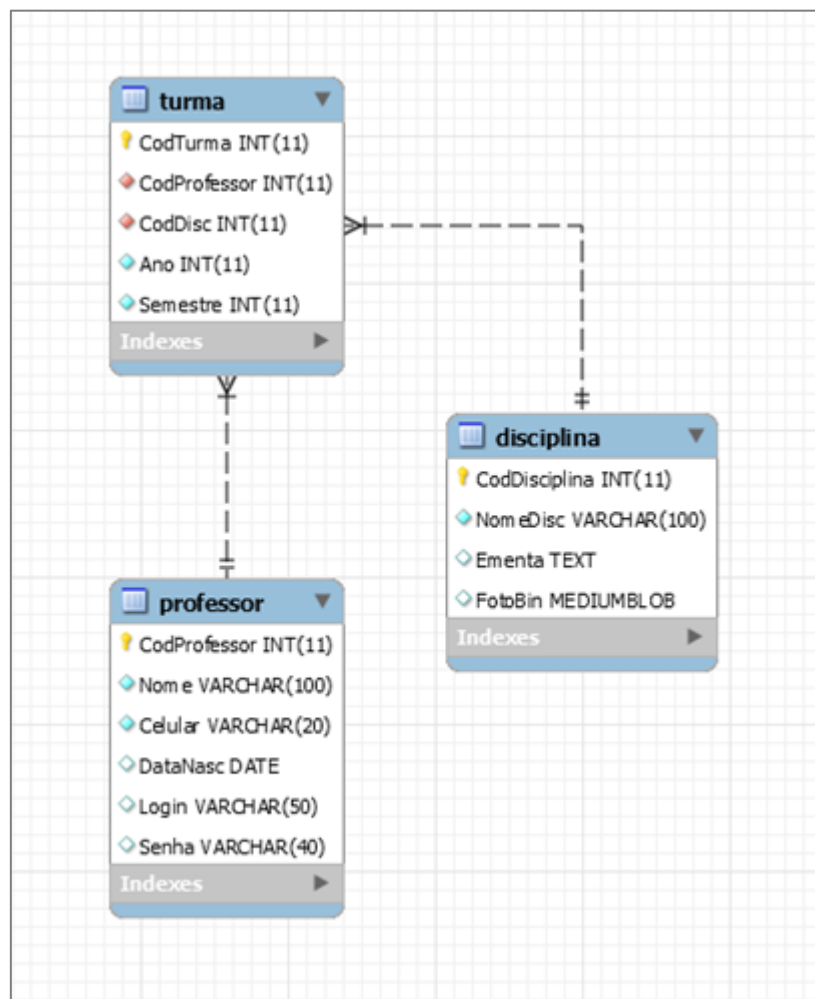 turma
CodTurma INT(11)
CodProfessor INT(11)
CodDisc INT(11)
Ano INT(11)
Semestre INT(11)
Indexes
disciplina
CodDisciplina INT(11)
NomeDisc VARCHAR(100)
Ementa TEXT
FotoBin MEDIUMBLOB
Indexes
professor
CodProfessor INT(11)
Nome VARCHAR(100)
Celular VARCHAR(20)
DataNasc DATE
Login VARCHAR(50)
Senha VARCHAR(40)
Indexes